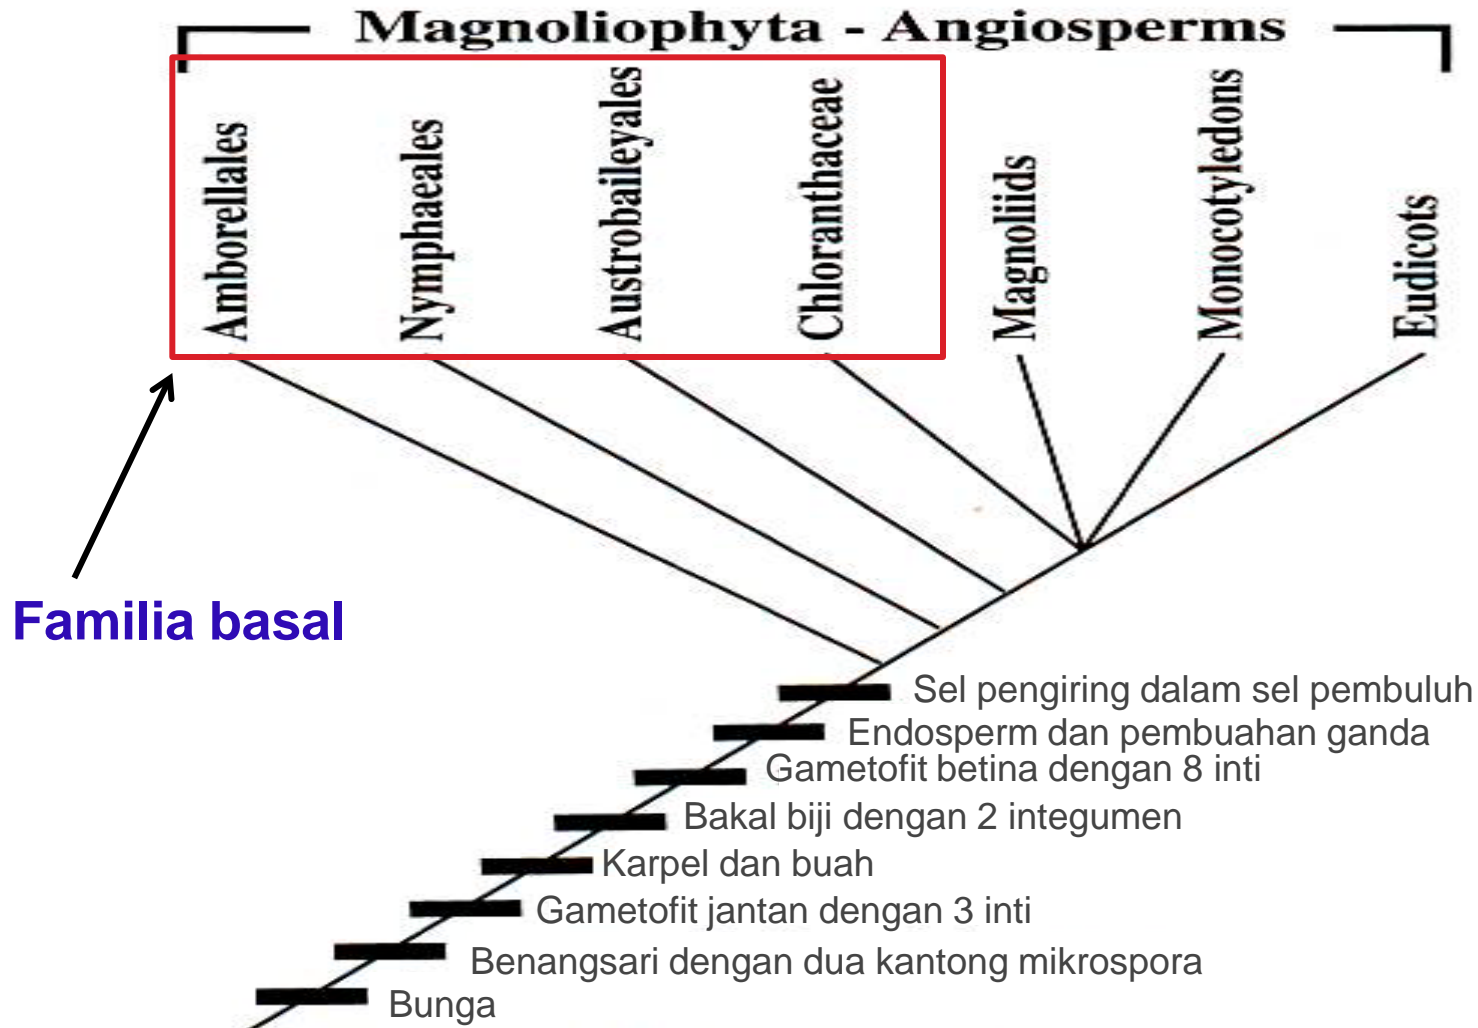 Magnoliophyta - Angiosperms
Amborellales
Nymphaeales
Austrobaileyales
Chloranthaceae
Magnoliids
Monocotyledons
Eudicots
Familia basal
Sel pengiring dalam sel pembuluh
Endosperm dan pembuahan ganda
Gametofit betina dengan 8 inti
Bakal biji dengan 2 integumen
Karpel dan buah
Gametofit jantan dengan 3 inti
Benangsari dengan dua kantong mikrospora
Bunga